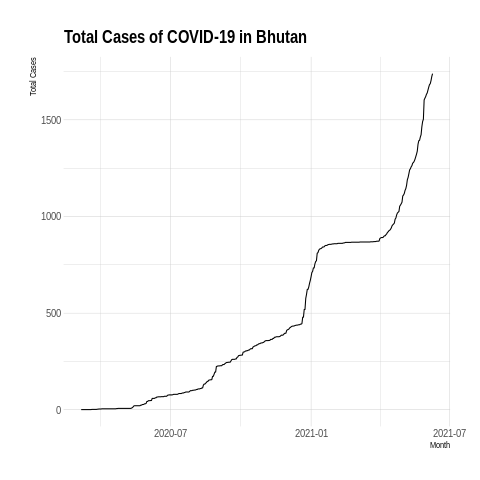 Total Cases of COVID-19 in Bhutan
Total Cases
1500
1000
500
0
2020-07
2021-01
2021-07
Month